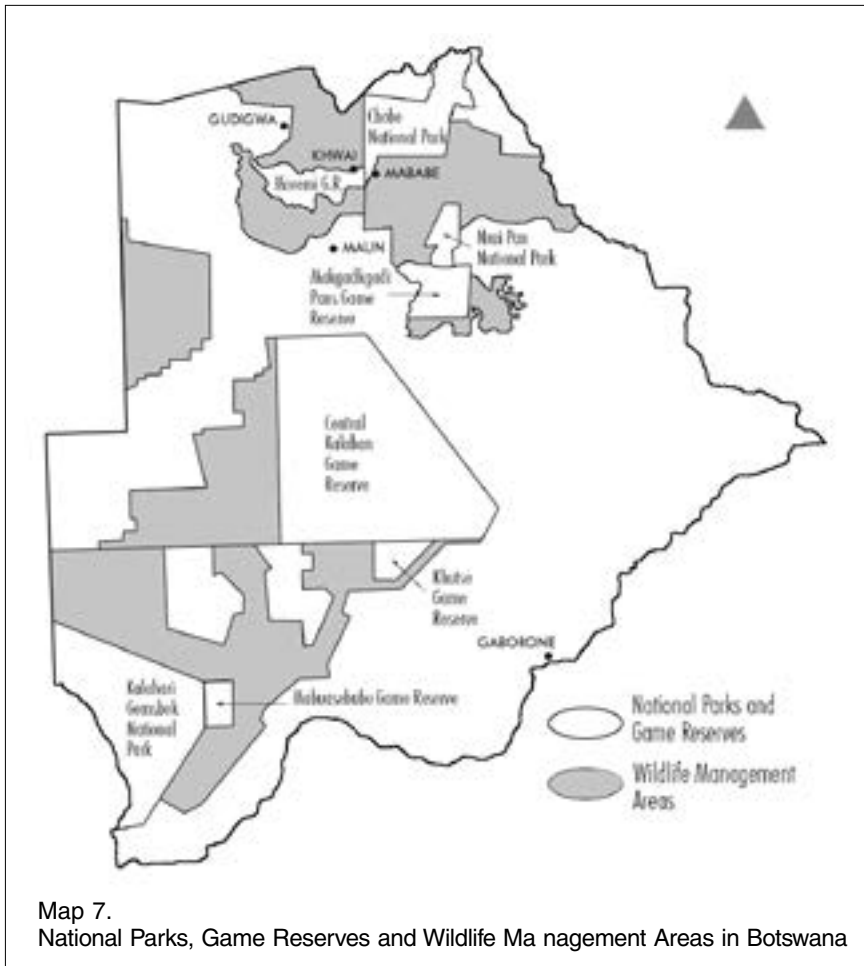 GUDIGWA
Chobe
National Park
KHWAI
Moremi G.R.
MABABE
MAUN
Nxai Pan
National Park
Makgadikgadi
Pans Game
Reserve
Central
Kalahari
Game
Reserve
Khutse
Game
Reserve
GABORONE
Kalahari
Gemsbok
National
Park
Mabuasehube Game Reserve
National Parks and
Game Reserves
Wildlife Management
Areas
Map 7.
National Parks, Game Reserves and Wildlife Ma nagement Areas in Botswana